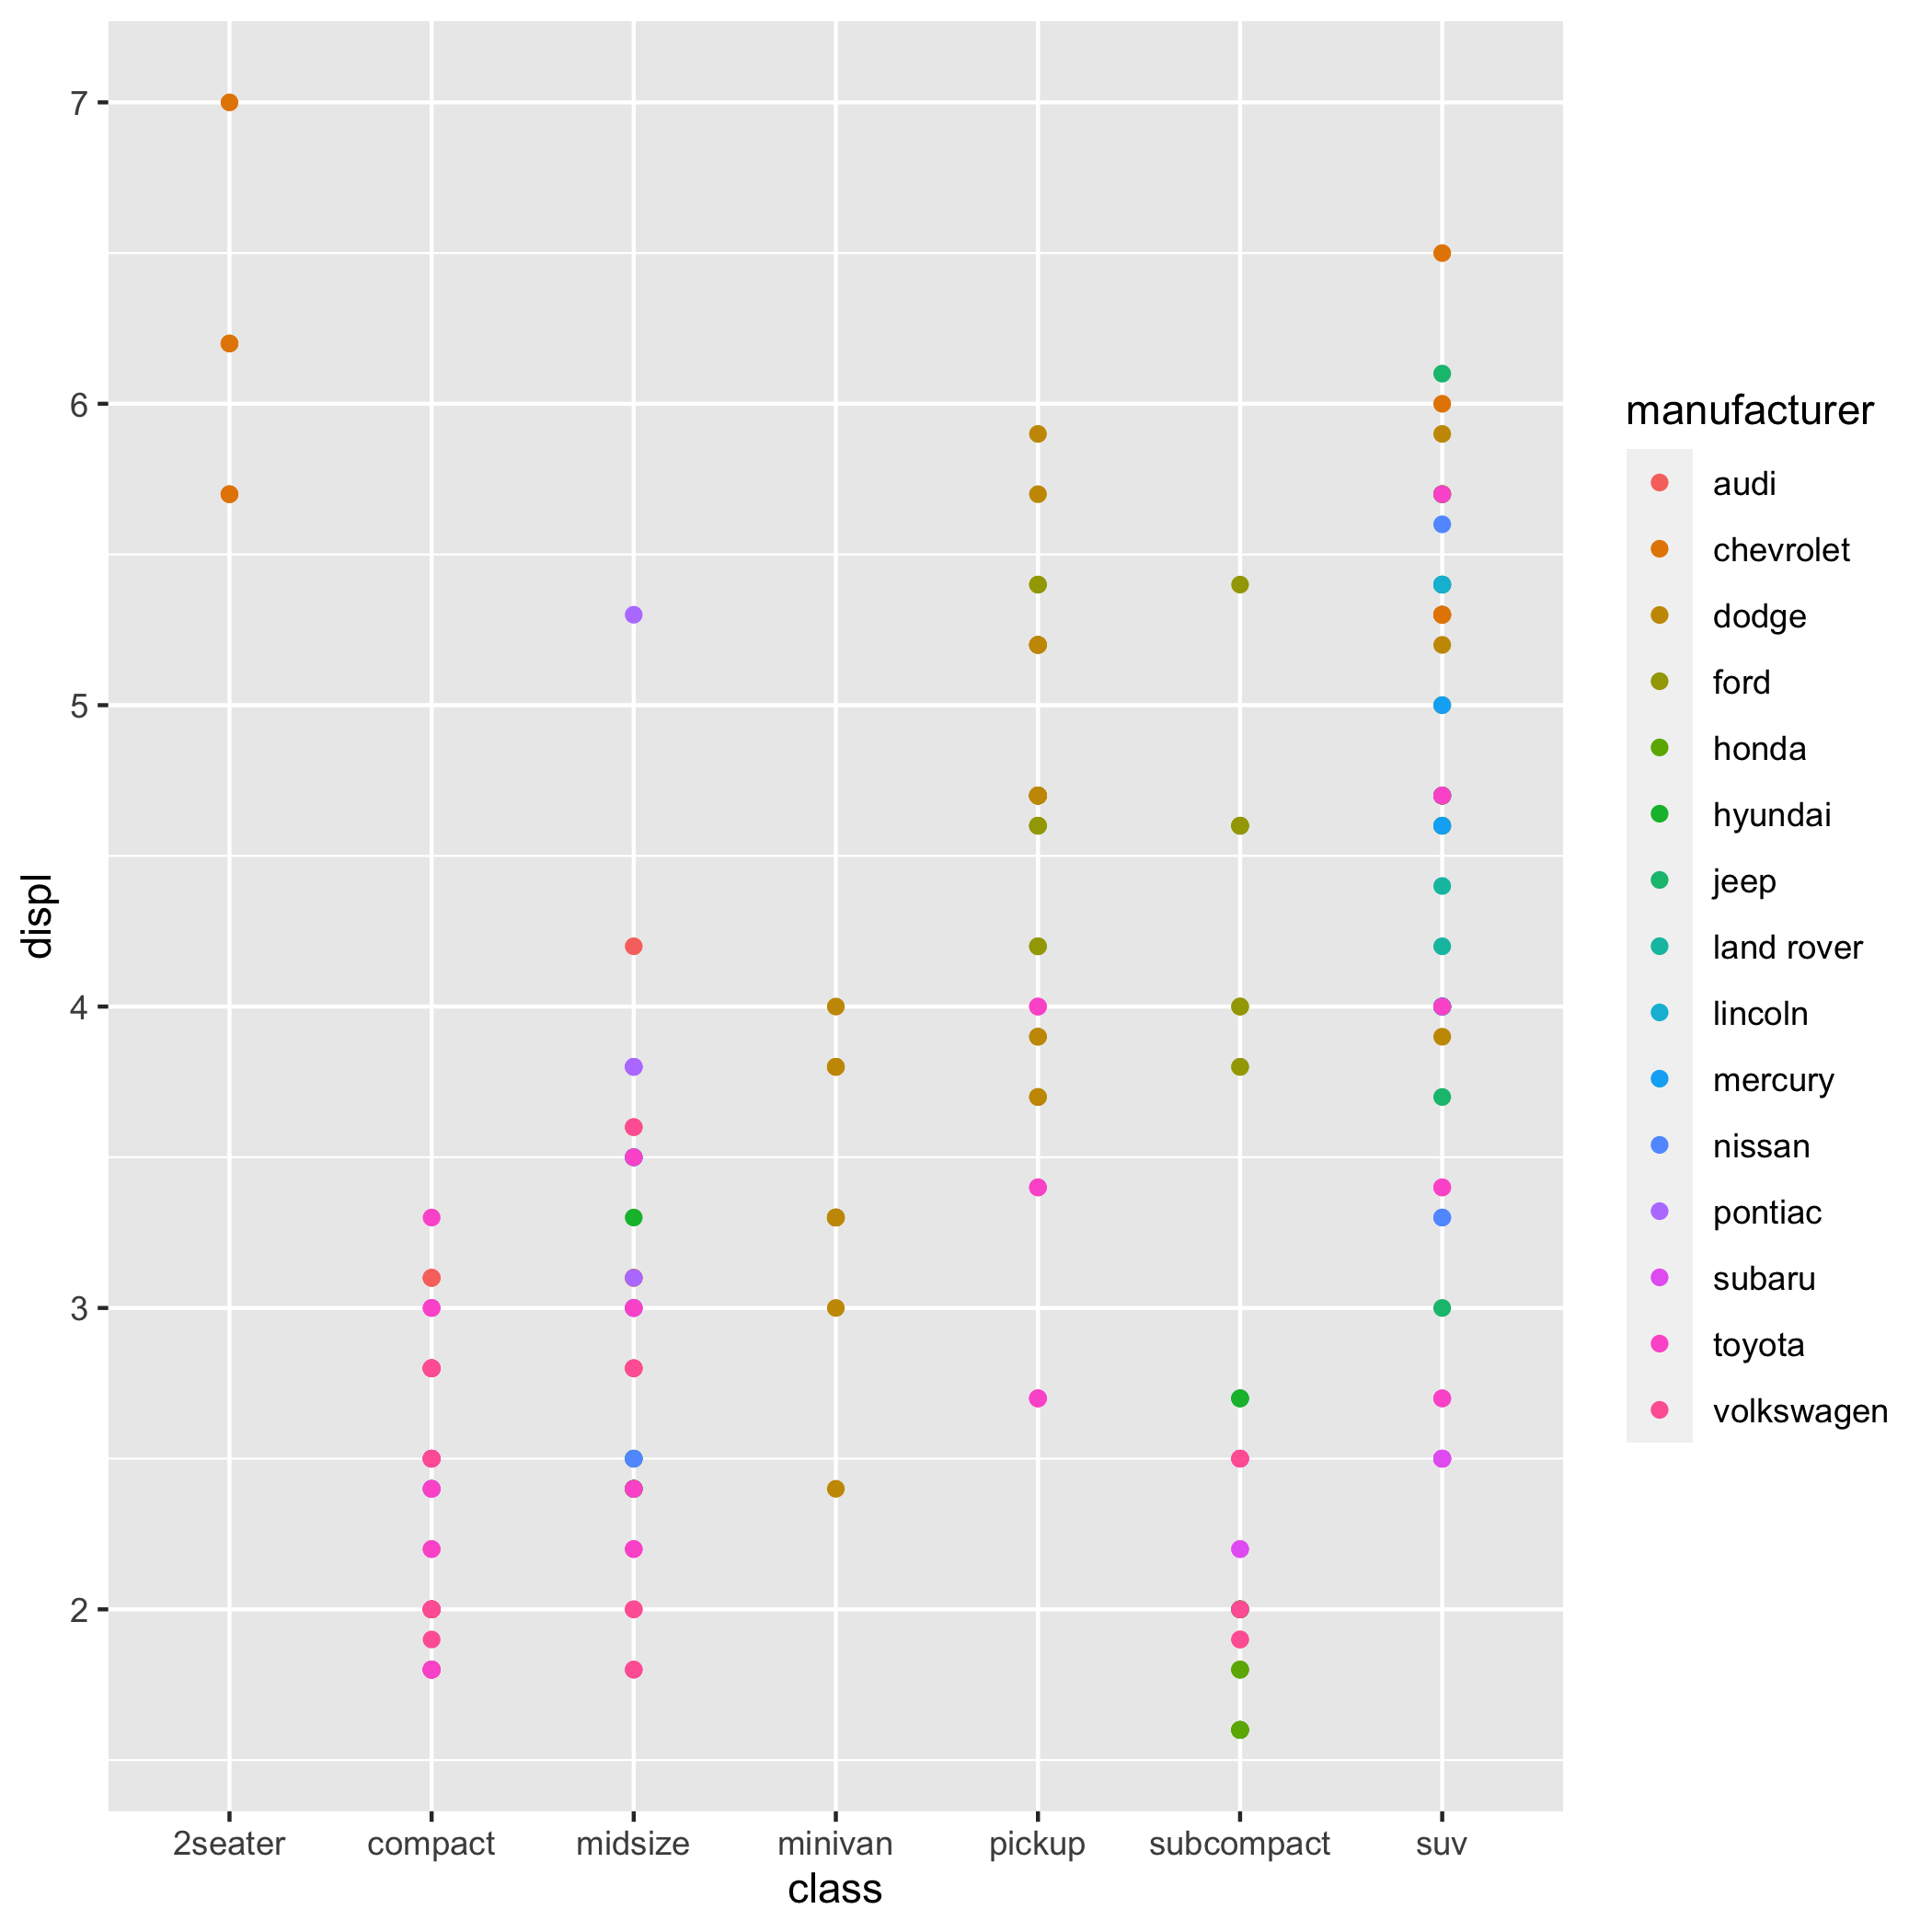 7
6
5
4
3
2
displ
2seater
compact
midsize
minivan
pickup
subcompact
suv
class
manufacturer
audi
chevrolet
dodge
ford
honda
hyundai
jeep
land rover
lincoln
mercury
nissan
pontiac
subaru
toyota
volkswagen